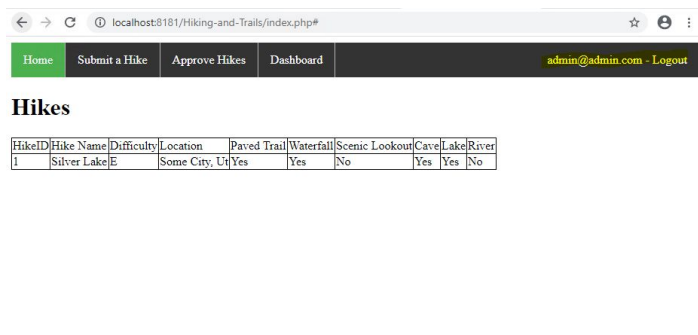 localhost:8181/Hiking-and-Trails/index.php#
Home Submit a Hike Approve Hikes Dashboard admin@admin.com - Logout
Hikes
HikeID Hike Name Difficulty Location Paved Trail Waterfall Scenic Lookout Cave Lake River
1 Silver Lake E Some City, Ut Yes Yes No Yes Yes No